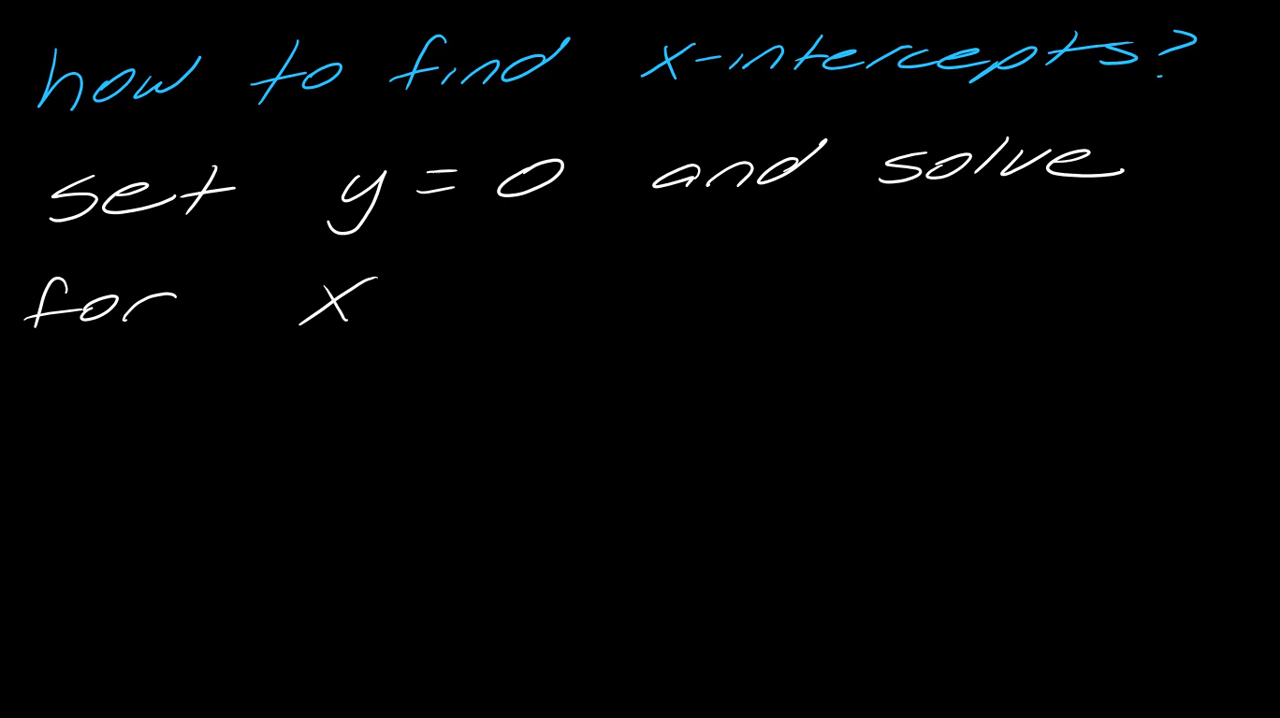 how to find x-intercepts?
set y = 0 and solve
for x